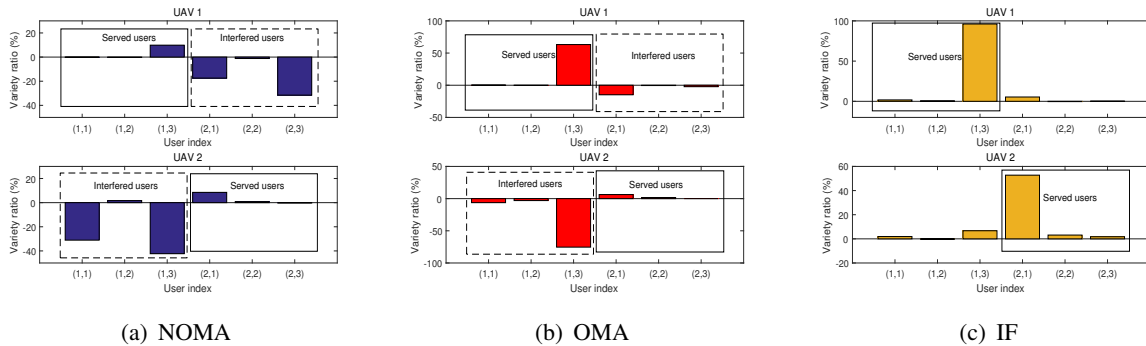 UAV 1
Variety ratio (%)
20
0
-20
-40
Served users
Interfered users
(1,1) (1,2) (1,3) (2,1) (2,2) (2,3)
User index
UAV 2
Variety ratio (%)
20
0
-20
-40
Interfered users
Served users
(1,1) (1,2) (1,3) (2,1) (2,2) (2,3)
User index
(a) NOMA
UAV 1
Variety ratio (%)
100
50
0
-50
Served users
Interfered users
(1,1) (1,2) (1,3) (2,1) (2,2) (2,3)
User index
UAV 2
Variety ratio (%)
50
0
-50
-100
Interfered users
Served users
(1,1) (1,2) (1,3) (2,1) (2,2) (2,3)
User index
(b) OMA
UAV 1
Variety ratio (%)
100
50
0
Served users
(1,1) (1,2) (1,3) (2,1) (2,2) (2,3)
User index
UAV 2
Variety ratio (%)
60
40
20
0
-20
Served users
(1,1) (1,2) (1,3) (2,1) (2,2) (2,3)
User index
(c) IF